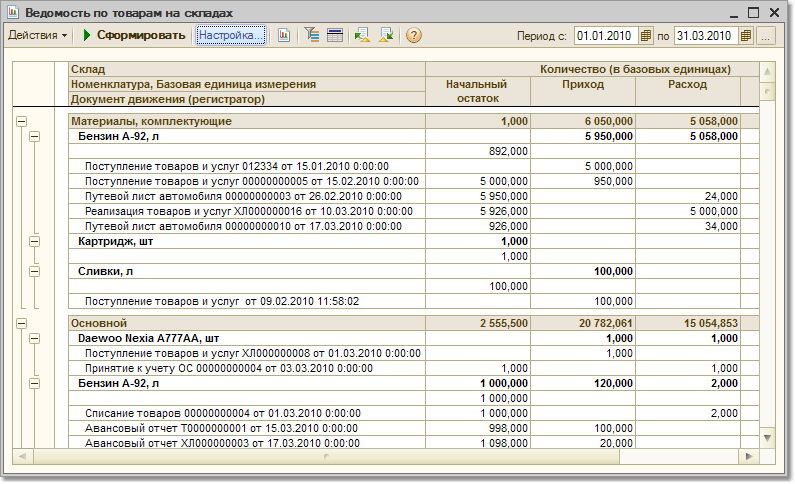 Ведомость по товарам на складах
Действия Сформировать Настройка... Период с: 01.01.2010 по 31.03.2010 ...
Склад Количество (в базовых единицах)
Номенклатура, Базовая единица измерения Начальный остаток Приход Расход
Документ движения (регистратор)
Материалы, комплектующие 1,000 6 050,000 5 058,000
Бензин А-92, л 5 950,000 5 058,000
892,000
Поступление товаров и услуг 012334 от 15.01.2010 0:00:00 5 000,000
Поступление товаров и услуг 00000000005 от 15.02.2010 0:00:00 5 000,000 950,000
Путевой лист автомобиля 00000000003 от 26.02.2010 0:00:00 5 950,000 24,000
Реализация товаров и услуг ХЛ000000016 от 10.03.2010 0:00:00 5 926,000 5 000,000
Путевой лист автомобиля 00000000010 от 17.03.2010 0:00:00 926,000 34,000
Картридж, шт 1,000
1,000
Сливки, л 100,000
100,000
Поступление товаров и услуг от 09.02.2010 11:58:02 100,000
Основной 2 555,500 20 782,061 15 054,853
Daewoo Nexia А777АА, шт 1,000 1,000
Поступление товаров и услуг ХЛ000000008 от 01.03.2010 0:00:00 1,000
Принятие к учету ОС 00000000004 от 03.03.2010 0:00:00 1,000 1,000
Бензин А-92, л 1 000,000 120,000 2,000
1 000,000
Списание товаров 00000000004 от 01.03.2010 0:00:00 1 000,000 2,000
Авансовый отчет Т0000000001 от 15.03.2010 0:00:00 998,000 100,000
Авансовый отчет ХЛ000000003 от 17.03.2010 0:00:00 1 098,000 20,000